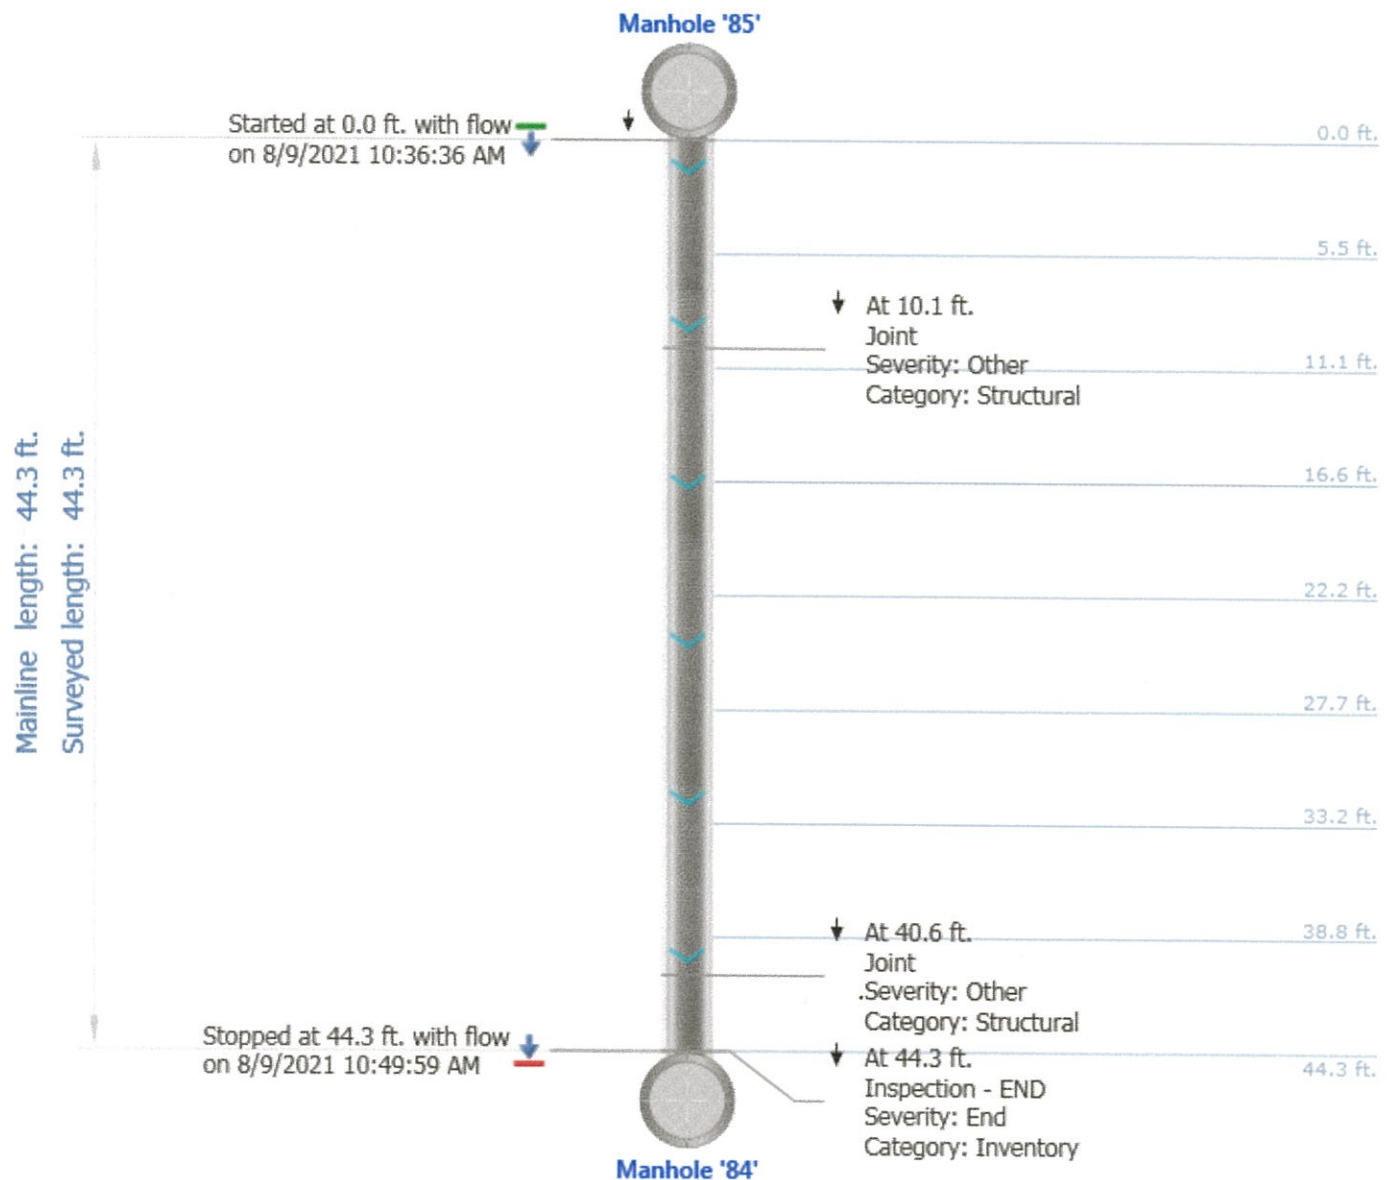 Manhole '85'
Started at 0.0 ft. with flow
on 8/9/2021 10:36:36 AM
0.0 ft.
5.5 ft.
At 10.1 ft.
Joint
Severity: Other
Category: Structural
11.1 ft.
16.6 ft.
22.2 ft.
27.7 ft.
33.2 ft.
Mainline length: 44.3 ft.
Surveyed length: 44.3 ft.
38.8 ft.
At 40.6 ft.
Joint
.Severity: Other
Category: Structural
Stopped at 44.3 ft. with flow
on 8/9/2021 10:49:59 AM
44.3 ft.
At 44.3 ft.
Inspection - END
Severity: End
Category: Inventory
Manhole '84'